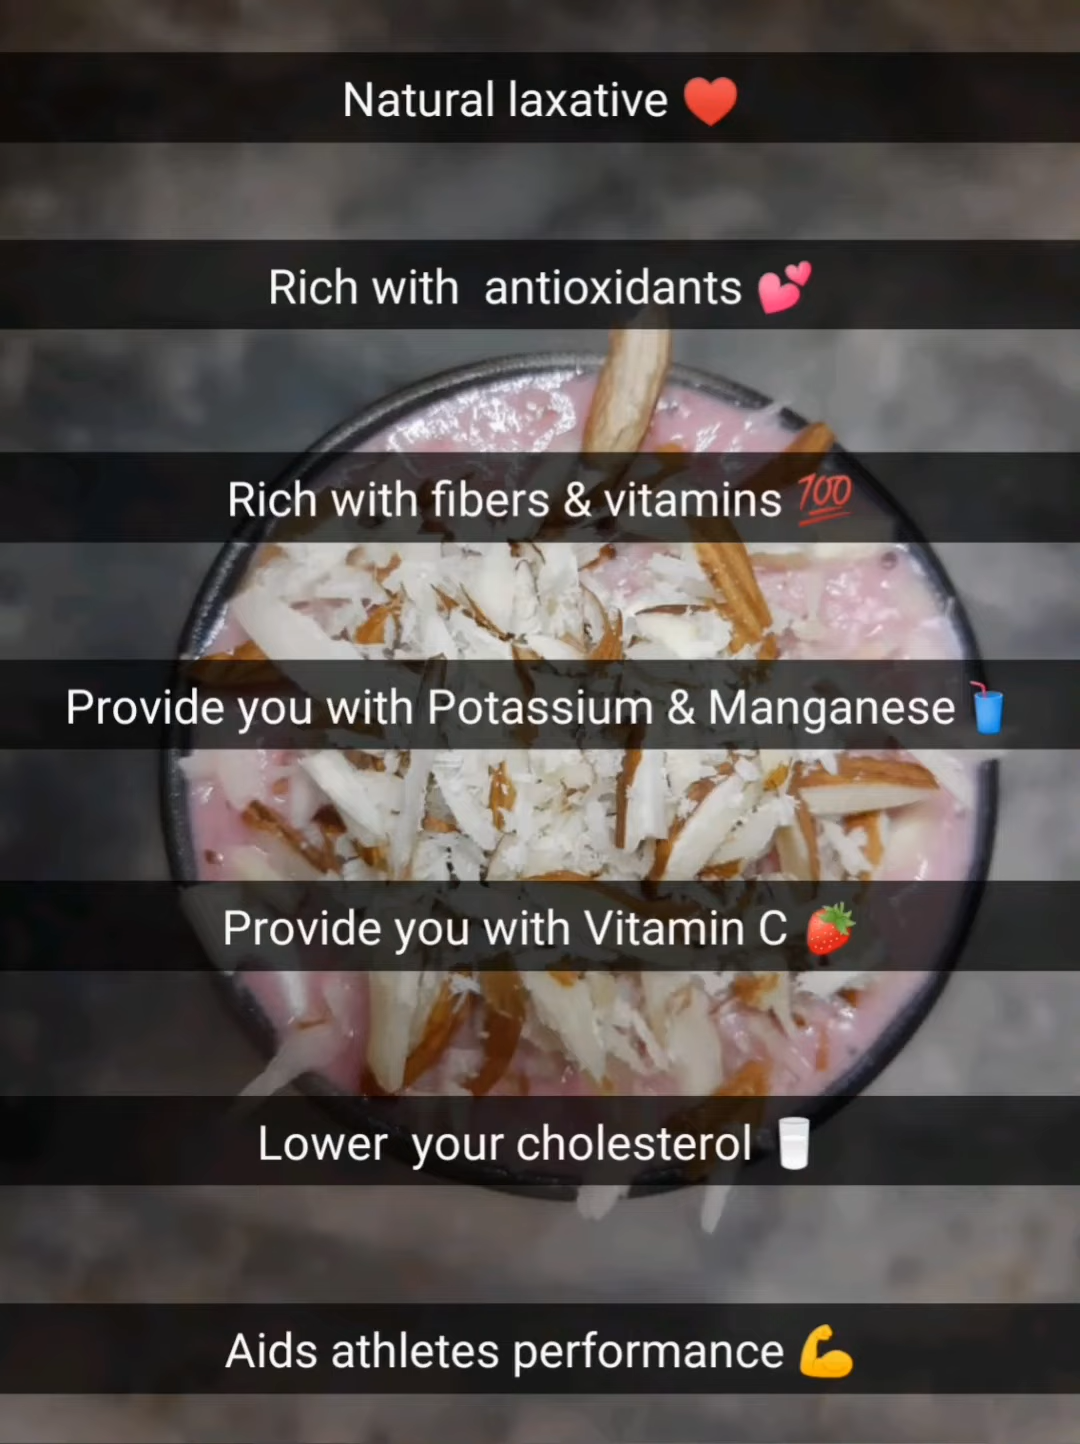 Natural laxative ❤️
Rich with  antioxidants 💕
Rich with fibers & vitamins 💯
Provide you with Potassium & Manganese 🥤
Provide you with Vitamin C 🍓
Lower  your cholesterol 🥛
Aids athletes performance 💪